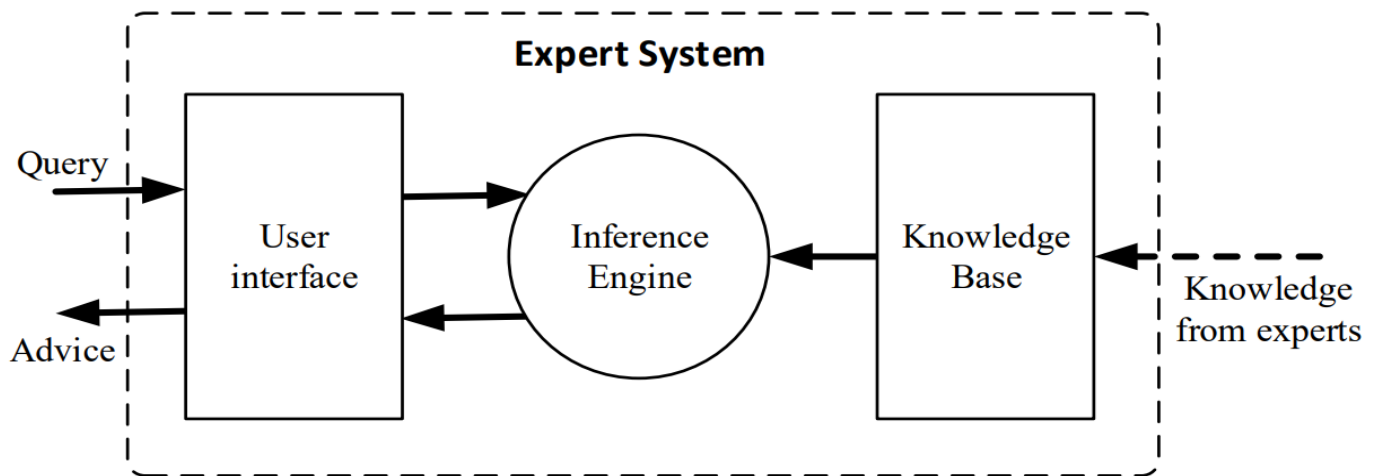 Expert System
Query
Advice
User
interface
Inference
Engine
Knowledge
Base
Knowledge
from experts